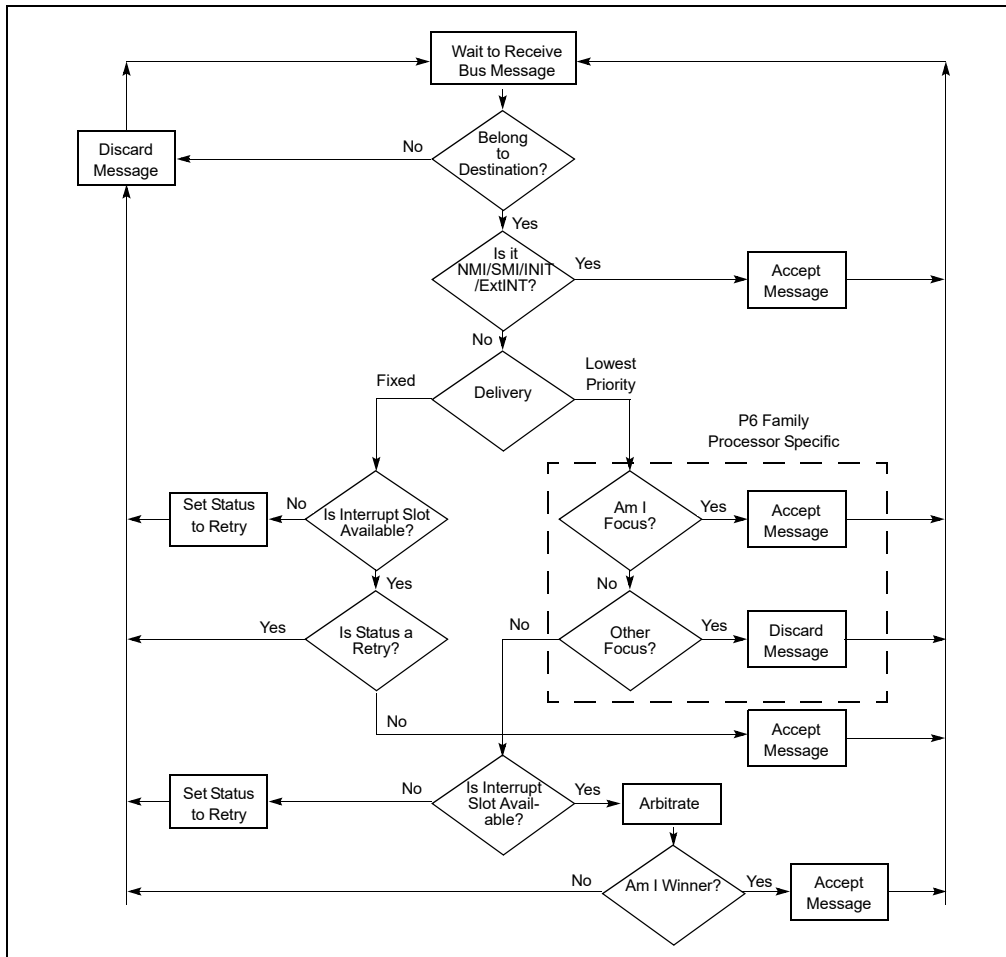 Wait to Receive
Bus Message
Belong
to
Destination?
No
Discard
Message
Yes
Is it
NMI/SMI/INIT
/ExtINT?
Yes
Accept
Message
No
Delivery
Fixed
Lowest
Priority
P6 Family
Processor Specific
Set Status
to Retry
No
Is Interrupt Slot
Available?
Am I
Focus?
Yes
Accept
Message
Yes
No
Yes
Is Status a
Retry?
No
Other
Focus?
Yes
Discard
Message
No
Accept
Message
Set Status
to Retry
No
Is Interrupt
Slot Avail-
able?
Yes
Arbitrate
No
Am I Winner?
Yes
Accept
Message